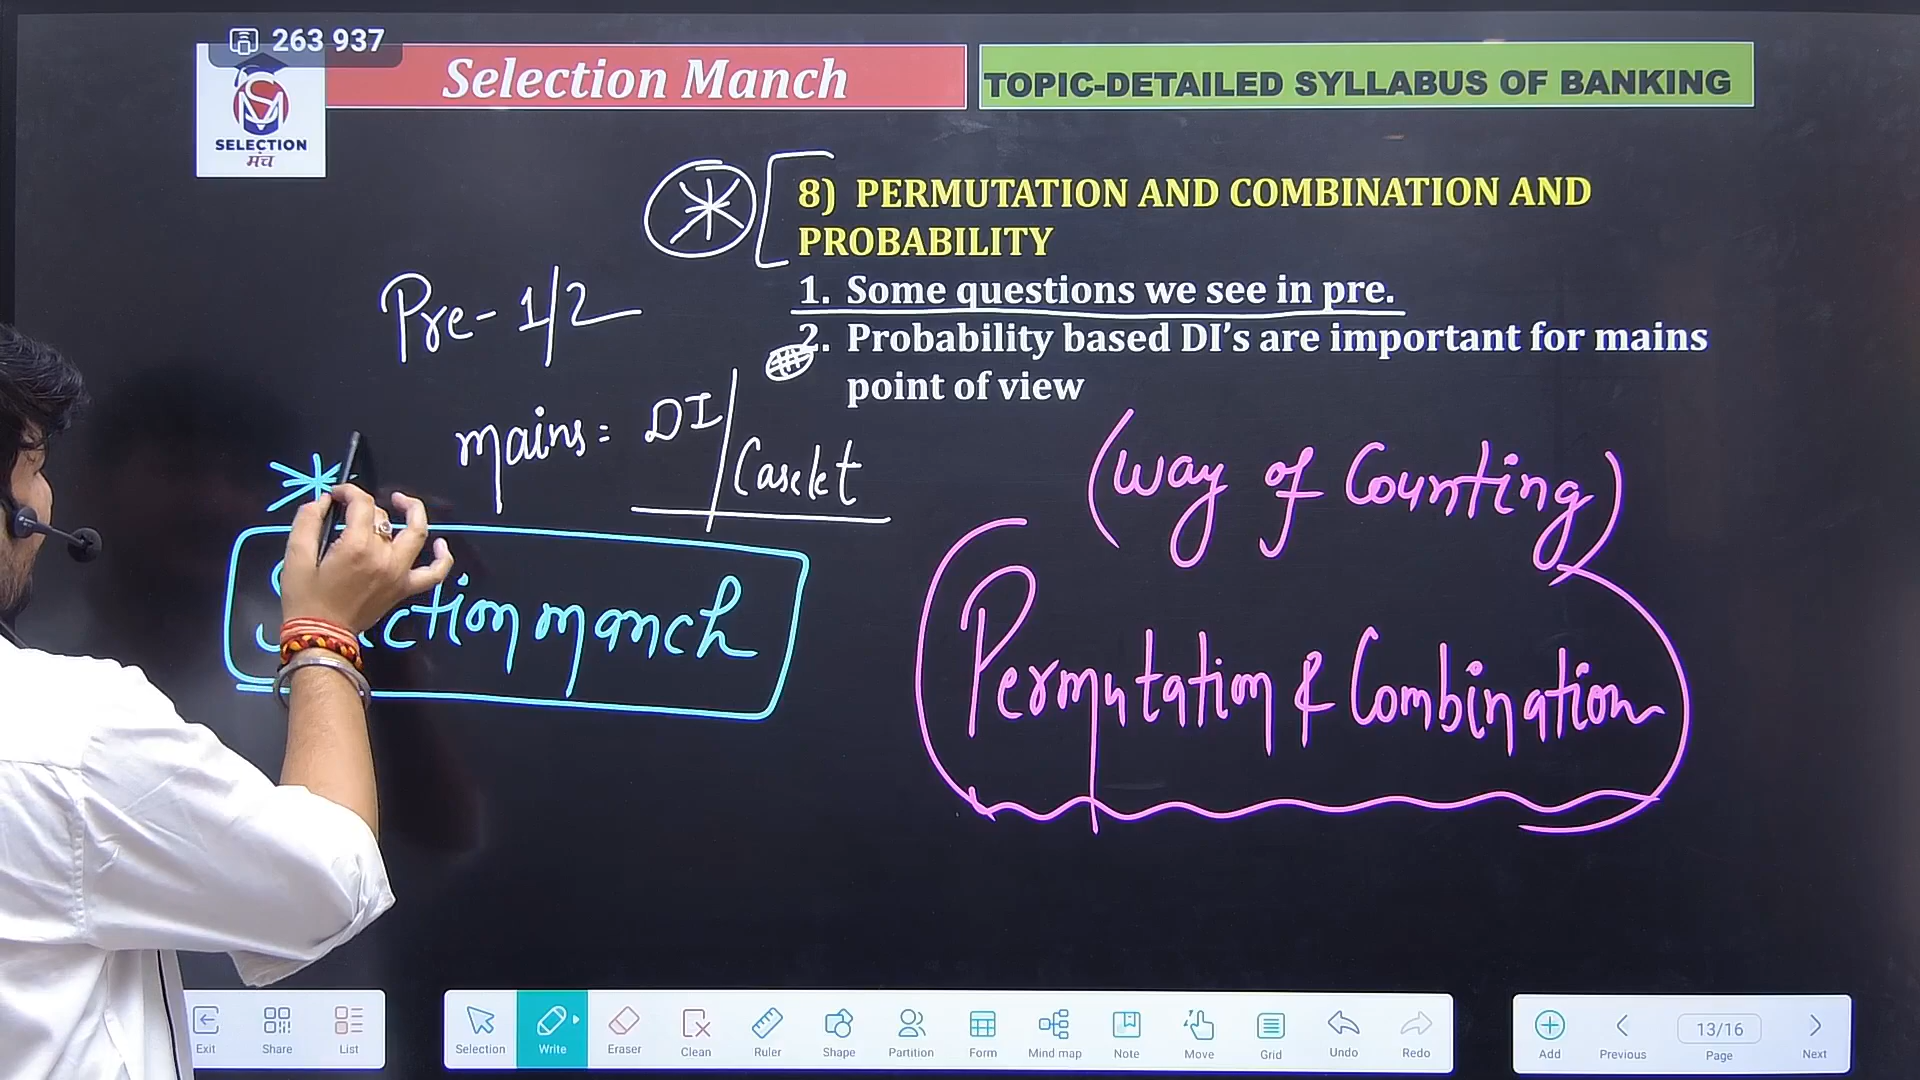 263 937
Selection Manch
TOPIC-DETAILED SYLLABUS OF BANKING
SELECTION
मंच
8) PERMUTATION AND COMBINATION AND
PROBABILITY
1. Some questions we see in pre.
2. Probability based DI's are important for mains
point of view
Pre- 1/2
mains = DI/
Caselet
(way of Counting)
Permutation & Combination
manch
Exit
Share
List
Selection
Write
Eraser
Clean
Ruler
Shape
Partition
Form
Mind map
Note
Move
Grid
Undo
Redo
Add
Previous
13/16
Page
Next